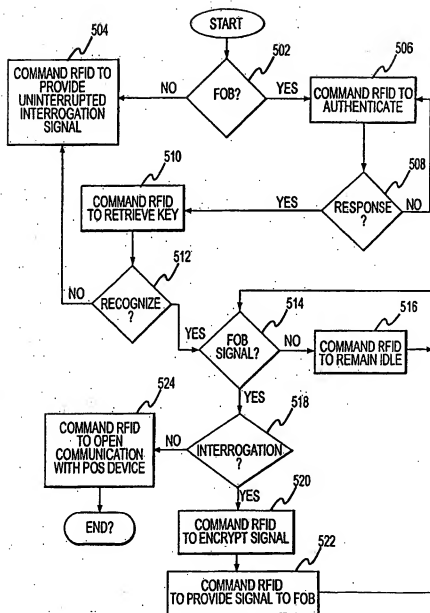 START
504
502
506
COMMAND RFID TO
PROVIDE
UNINTERRUPTED
INTERROGATION
SIGNAL
NO
FOB?
YES
COMMAND RFID TO
AUTHENTICATE
510
508
COMMAND RFID
TO RETRIEVE KEY
YES
RESPONSE
?
NO
512
NO
RECOGNIZE
?
YES
514
FOB
SIGNAL?
NO
516
COMMAND RFID
TO REMAIN IDLE
YES
524
518
COMMAND RFID
TO OPEN
COMMUNICATION
WITH POS DEVICE
NO
INTERROGATION
?
YES
END?
520
COMMAND RFID
TO ENCRYPT SIGNAL
522
COMMAND RFID
TO PROVIDE SIGNAL TO FOB